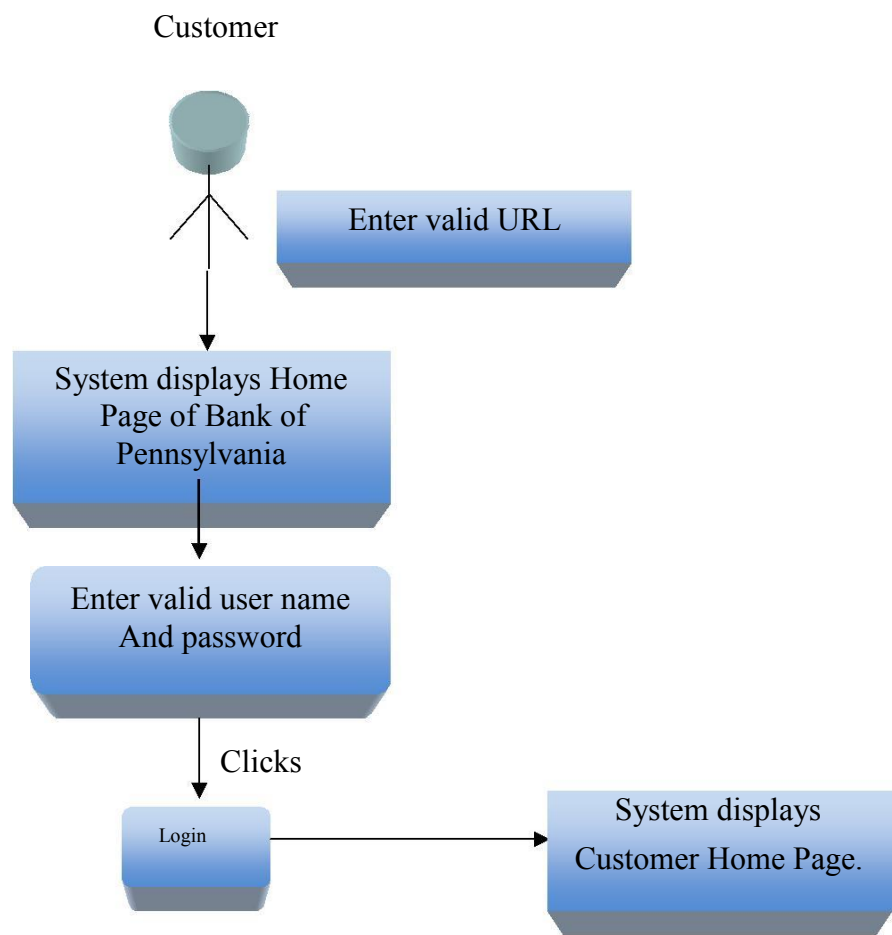 Customer
Enter valid URL
System displays Home
Page of Bank of
Pennsylvania
Enter valid user name
And password
Clicks
Login
System displays
Customer Home Page.